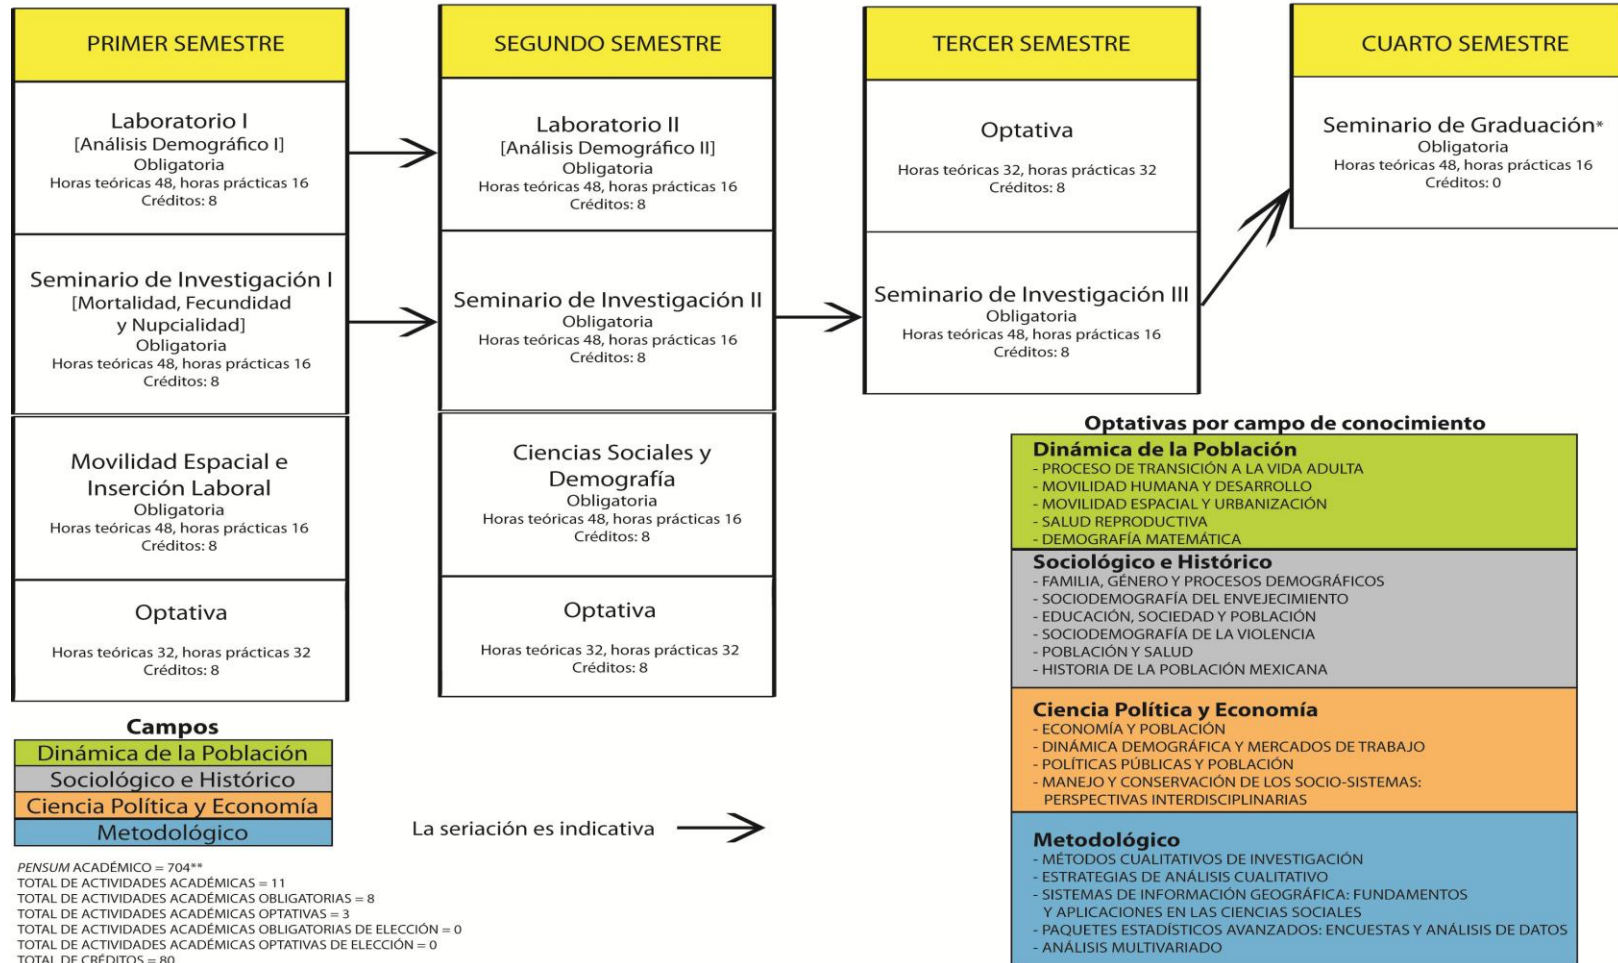 PRIMER SEMESTRE
Laboratorio I
[Análisis Demográfico I]
Obligatoria
Horas teóricas 48, horas prácticas 16
Créditos: 8
Seminario de Investigación I
[Mortalidad, Fecundidad
y Nupcialidad]
Obligatoria
Horas teóricas 48, horas prácticas 16
Créditos: 8
Movilidad Espacial e
Inserción Laboral
Obligatoria
Horas teóricas 48, horas prácticas 16
Créditos: 8
Optativa
Horas teóricas 32, horas prácticas 32
Créditos: 8
SEGUNDO SEMESTRE
Laboratorio II
[Análisis Demográfico II]
Obligatoria
Horas teóricas 48, horas prácticas 16
Créditos: 8
Seminario de Investigación II
Obligatoria
Horas teóricas 48, horas prácticas 16
Créditos: 8
Ciencias Sociales y
Demografía
Obligatoria
Horas teóricas 48, horas prácticas 16
Créditos: 8
Optativa
Horas teóricas 32, horas prácticas 32
Créditos: 8
TERCER SEMESTRE
Optativa
Horas teóricas 32, horas prácticas 32
Créditos: 8
Seminario de Investigación III
Obligatoria
Horas teóricas 48, horas prácticas 16
Créditos: 8
CUARTO SEMESTRE
Seminario de Graduación*
Obligatoria
Horas teóricas 48, horas prácticas 16
Créditos: 0
Campos
Dinámica de la Población
Sociológico e Histórico
Ciencia Política y Economía
Metodológico
La seriación es indicativa
PENSUM ACADÉMICO = 704**
TOTAL DE ACTIVIDADES ACADÉMICAS = 11
TOTAL DE ACTIVIDADES ACADÉMICAS OBLIGATORIAS = 8
TOTAL DE ACTIVIDADES ACADÉMICAS OPTATIVAS = 3
TOTAL DE ACTIVIDADES ACADÉMICAS OBLIGATORIAS DE ELECCIÓN = 0
TOTAL DE ACTIVIDADES ACADÉMICAS OPTATIVAS DE ELECCIÓN = 0
TOTAL DE CRÉDITOS = 80
Optativas por campo de conocimiento
Dinámica de la Población
- PROCESO DE TRANSICIÓN A LA VIDA ADULTA
- MOVILIDAD HUMANA Y DESARROLLO
- MOVILIDAD ESPACIAL Y URBANIZACIÓN
- SALUD REPRODUCTIVA
- DEMOGRAFÍA MATEMÁTICA
Sociológico e Histórico
- FAMILIA, GÉNERO Y PROCESOS DEMOGRÁFICOS
- SOCIODEMOGRAFÍA DEL ENVEJECIMIENTO
- EDUCACIÓN, SOCIEDAD Y POBLACIÓN
- SOCIODEMOGRAFÍA DE LA VIOLENCIA
- POBLACIÓN Y SALUD
- HISTORIA DE LA POBLACIÓN MEXICANA
Ciencia Política y Economía
- ECONOMÍA Y POBLACIÓN
- DINÁMICA DEMOGRÁFICA Y MERCADOS DE TRABAJO
- POLÍTICAS PÚBLICAS Y POBLACIÓN
- MANEJO Y CONSERVACIÓN DE LOS SOCIO-SISTEMAS:
PERSPECTIVAS INTERDISCIPLINARIAS
Metodológico
- MÉTODOS CUALITATIVOS DE INVESTIGACIÓN
- ESTRATEGIAS DE ANÁLISIS CUALITATIVO
- SISTEMAS DE INFORMACIÓN GEOGRÁFICA: FUNDAMENTOS
Y APLICACIONES EN LAS CIENCIAS SOCIALES
- PAQUETES ESTADÍSTICOS AVANZADOS: ENCUESTAS Y ANÁLISIS DE DATOS
- ANÁLISIS MULTIVARIADO